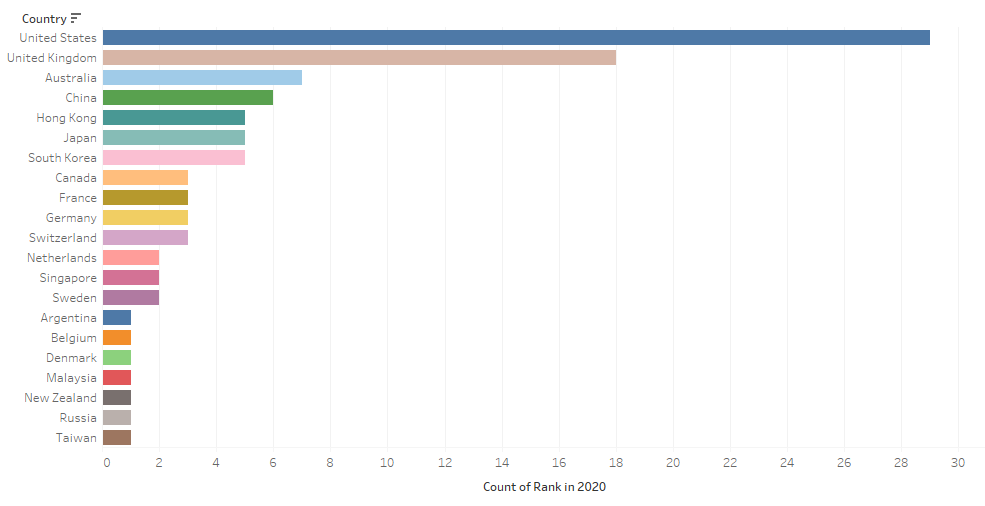 Country
United States
United Kingdom
Australia
China
Hong Kong
Japan
South Korea
Canada
France
Germany
Switzerland
Netherlands
Singapore
Sweden
Argentina
Belgium
Denmark
Malaysia
New Zealand
Russia
Taiwan
0 2 4 6 8 10 12 14 16 18 20 22 24 26 28 30
Count of Rank in 2020